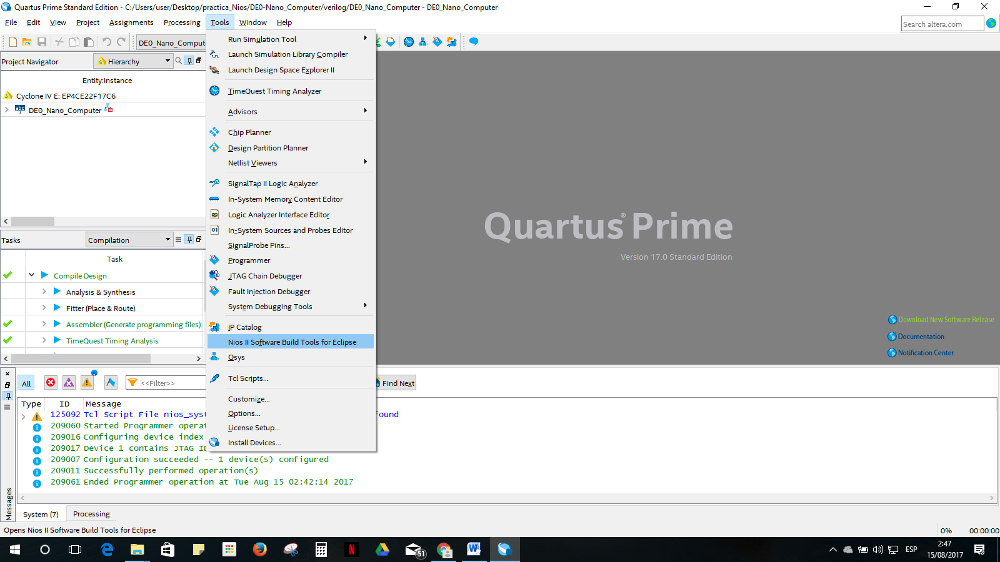 Quartus Prime Standard Edition - C:/Users/user/Desktop/practica_Nios/DE0-Nano_Computer/verilog/DE0_Nano_Computer - DE0_Nano_Computer
File Edit View Project Assignments Processing Tools Window Help
Search altera.com
DE0_Nano_Comput
Project Navigator
Hierarchy
Entity:Instance
Cyclone IV E: EP4CE22F17C6
abc DE0_Nano_Computer
Tasks
Compilation
Task
Compile Design
Analysis & Synthesis
Fitter (Place & Route)
Assembler (Generate programming files)
TimeQuest Timing Analysis
Run Simulation Tool
Launch Simulation Library Compiler
Launch Design Space Explorer II
TimeQuest Timing Analyzer
Advisors
Chip Planner
Design Partition Planner
Netlist Viewers
SignalTap II Logic Analyzer
In-System Memory Content Editor
Logic Analyzer Interface Editor
01 In-System Sources and Probes Editor
SignalProbe Pins...
Programmer
JTAG Chain Debugger
Fault Injection Debugger
System Debugging Tools
IP Catalog
Nios II Software Build Tools for Eclipse
Qsys
Tcl Scripts...
Customize...
Options...
License Setup...
Install Devices...
Quartus® Prime
Version 17.0 Standard Edition
Download New Software Release
Documentation
Notification Center
All
<<Filter>>
Find Next
Type ID Message
125092 Tcl Script File nios_syst ound
209060 Started Programmer operat
209016 Configuring device index
209017 Device 1 contains JTAG ID
209007 Configuration succeeded -- 1 device(s) configured
209011 Successfully performed operation(s)
209061 Ended Programmer operation at Tue Aug 15 02:42:14 2017
Messages
System (7) Processing
Opens Nios II Software Build Tools for Eclipse
0% 00:00:00
51
ESP
2:47
15/08/2017